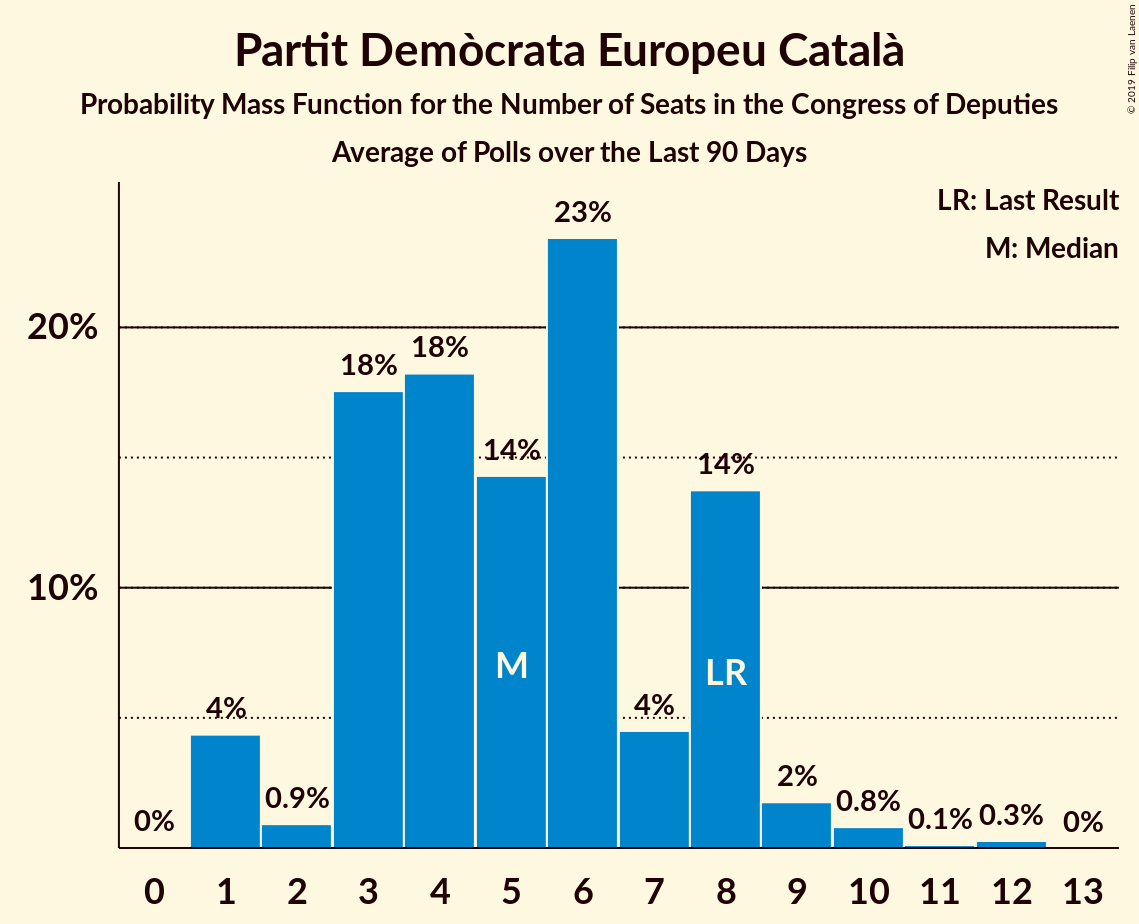 Partit Demòcrata Europeu Català
Probability Mass Function for the Number of Seats in the Congress of Deputies
Average of Polls over the Last 90 Days
© 2019 Filip van Laenen
LR: Last Result
M: Median
20%
10%
0%
4%
0.9%
18%
18%
14%
23%
4%
14%
2%
0.8%
0.1%
0.3%
0%
M
LR
0 1 2 3 4 5 6 7 8 9 10 11 12 13